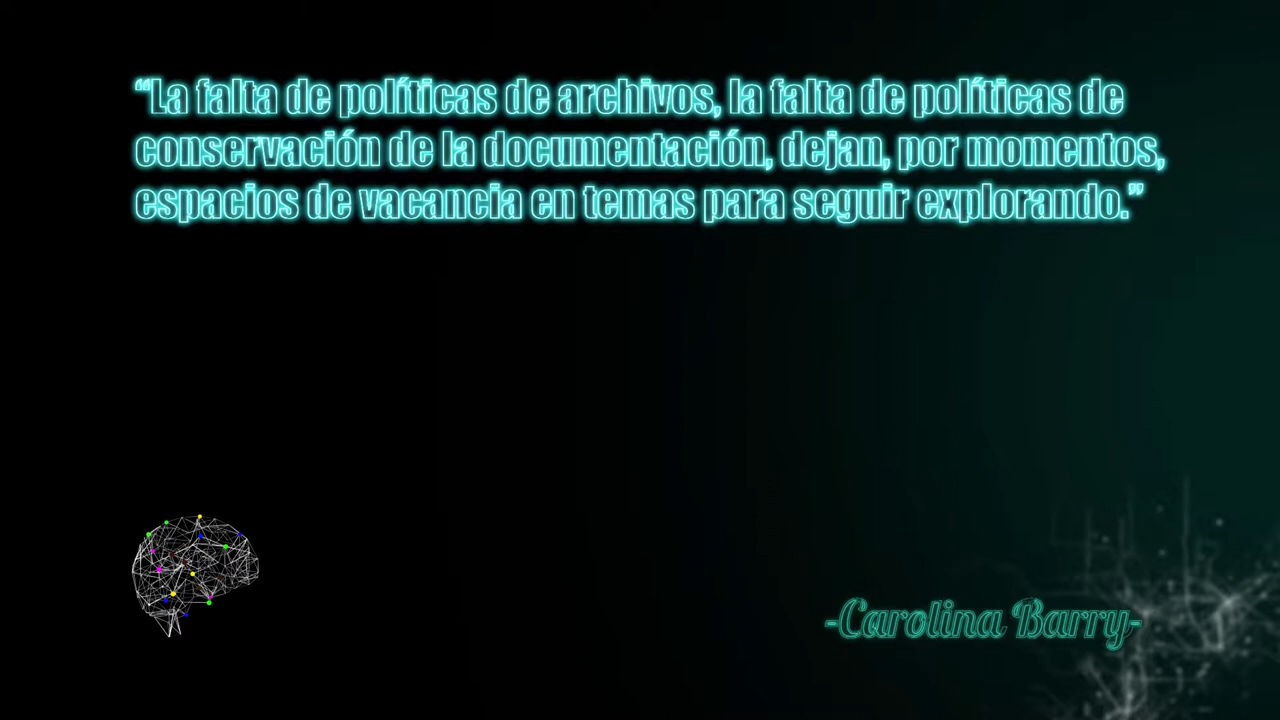 “La falta de políticas de archivos, la falta de políticas de
conservación de la documentación, dejan, por momentos,
espacios de vacancia en temas para seguir explorando.”
-Carolina Barry-